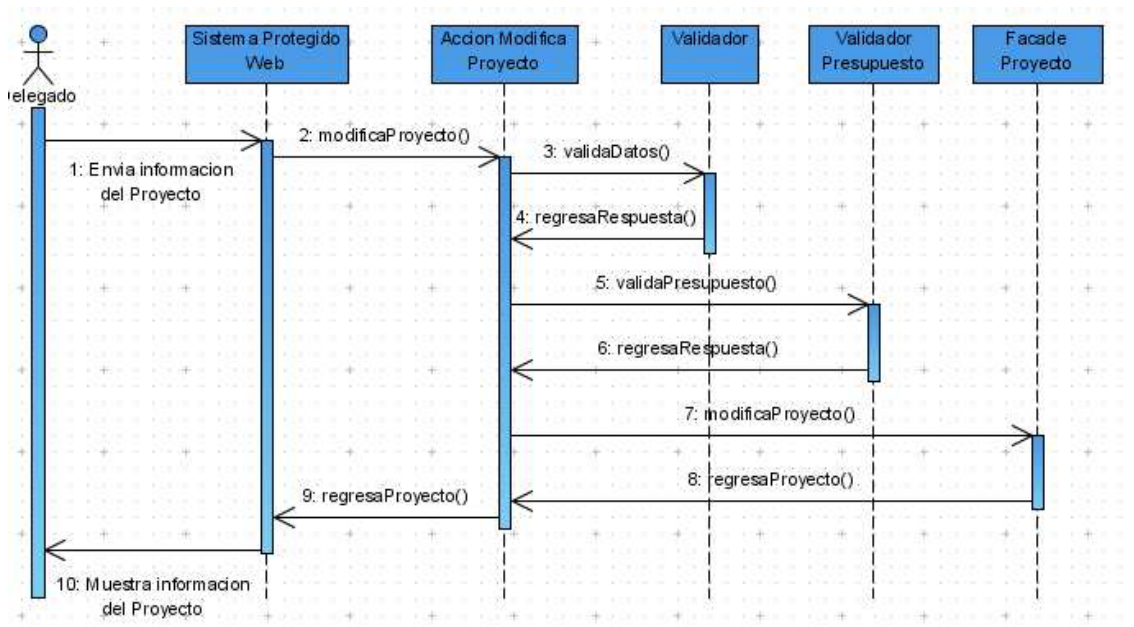 Sistema Protegido
Web
Accion Modifica
Proyecto
Validador
Validador
Presupuesto
Facade
Proyecto
elegado
1: Envia informacion
del Proyecto
2: modificaProyecto()
3: validaDatos()
4: regresaRespuesta()
5: validaPresupuesto()
6: regresaRespuesta()
7: modificaProyecto()
8: regresaProyecto()
9: regresaProyecto()
10: Muestra informacion
del Proyecto